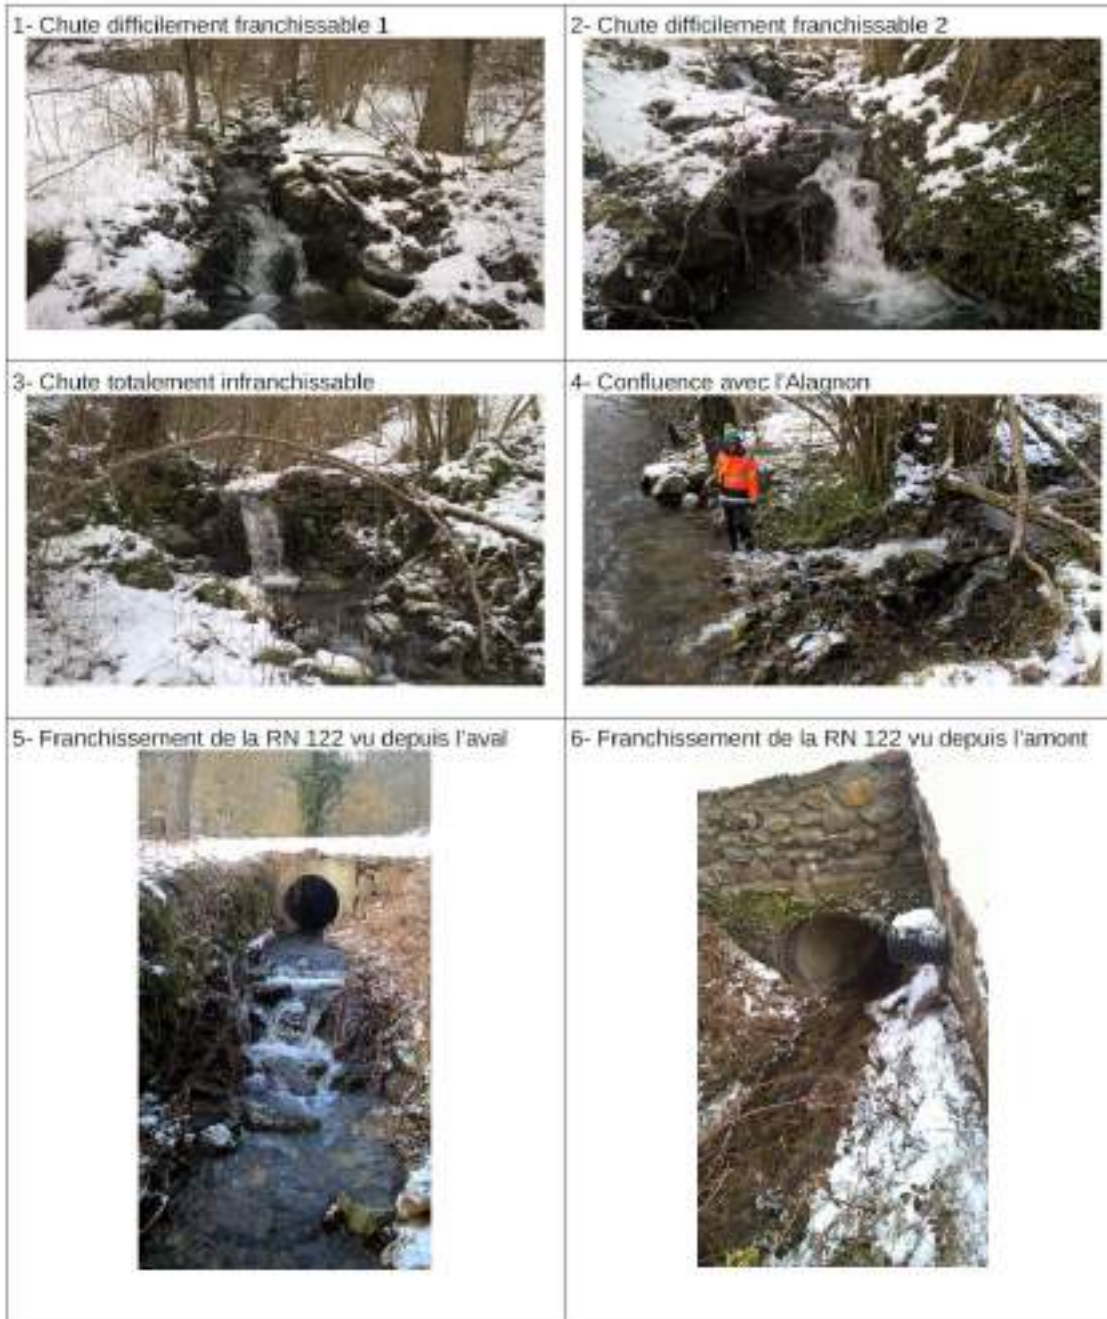 1- Chute difficilement franchissable 1
2- Chute difficilement franchissable 2
3- Chute totalement infranchissable
4- Confluence avec l'Alagnon
5- Franchissement de la RN 122 vu depuis l'aval
6- Franchissement de la RN 122 vu depuis l'amont